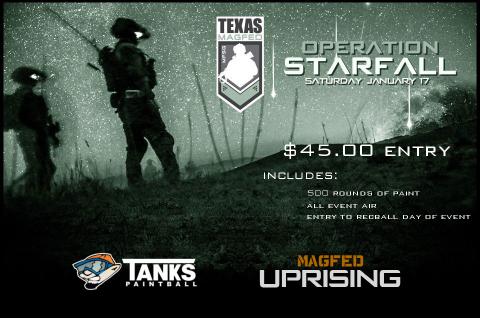 TEXAS
MAGFED
OPERATION
STARFALL
SATURDAY, JANUARY 17
$45.00 ENTRY
INCLUDES:
500 ROUNDS OF PAINT
ALL EVENT AIR
ENTRY TO RECBALL DAY OF EVENT
TANKS
PAINTBALL
MAGFED
UPRISING